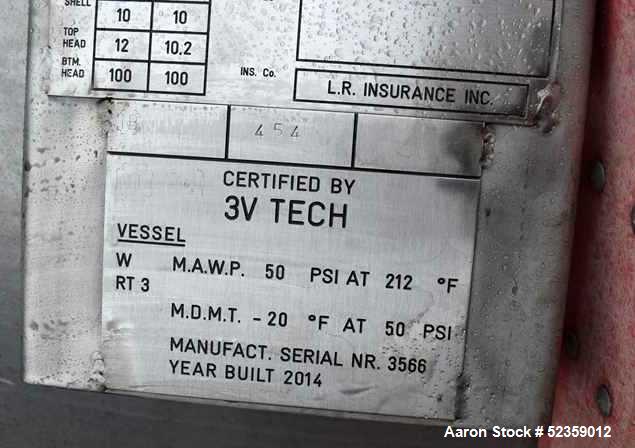 SHELL
10 10
TOP HEAD 12 10.2
BTM. HEAD 100 100
INS. Co.
L.R. INSURANCE INC.
454
CERTIFIED BY
3V TECH
VESSEL
W M.A.W.P. 50 PSI AT 212 °F
RT 3
M.D.M.T. -20 °F AT 50 PSI
MANUFACT. SERIAL NR. 3566
YEAR BUILT 2014
Aaron Stock # 52359012